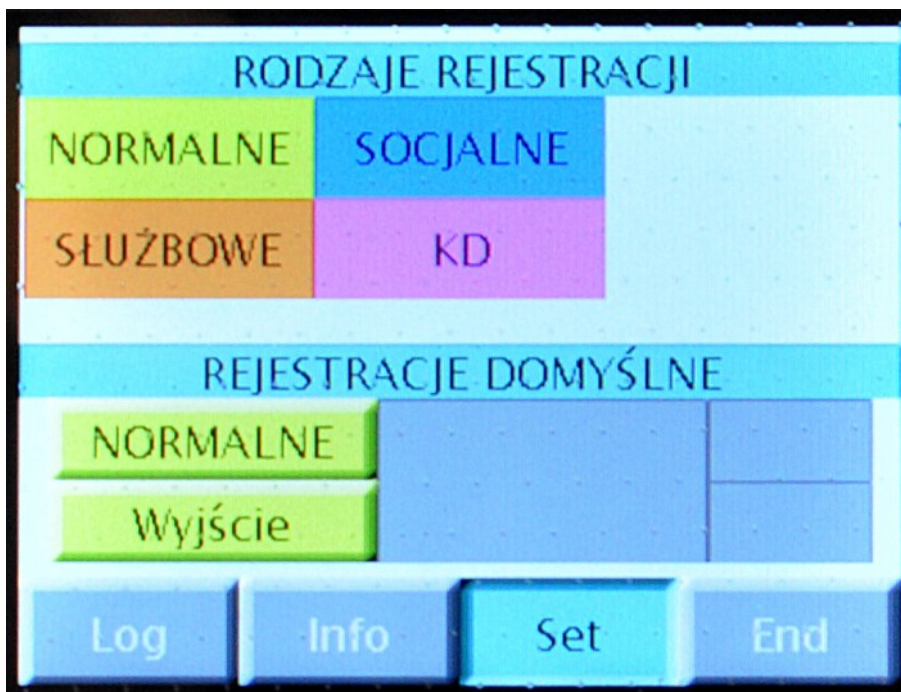 RODZAJE REJESTRACJI
NORMALNE SOCJALNE
SŁUŻBOWE KD
REJESTRACJE DOMYŚLNE
NORMALNE
Wyjście
Log Info Set End